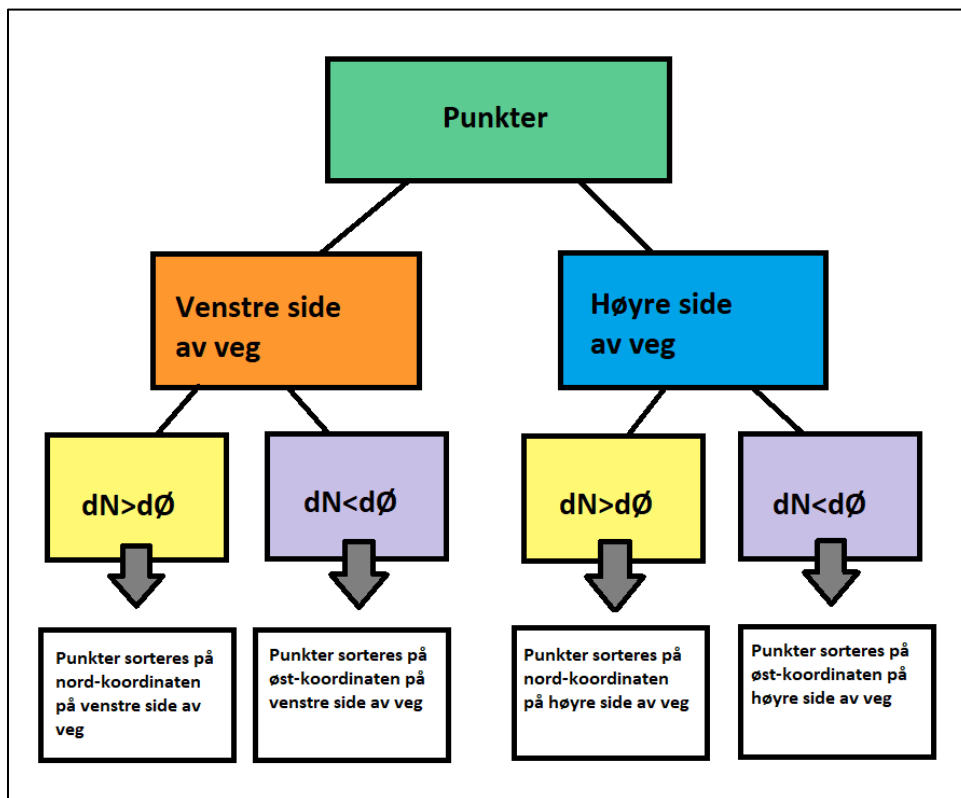 Punkter
Venstre side
av veg
Høyre side
av veg
dN>dØ
dN<dØ
dN>dØ
dN<dØ
Punkter sorteres på
nord-koordinaten
på venstre side av
veg
Punkter sorteres på
øst-koordinaten på
venstre side av veg
Punkter sorteres på
nord-koordinaten
på høyre side av veg
Punkter sorteres på
øst-koordinaten på
høyre side av veg